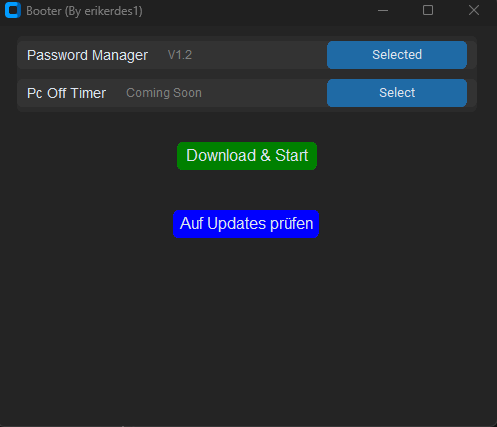 Booter (By erikerdes1)
Password Manager V1.2 Selected
Pc Off Timer Coming Soon Select
Download & Start
Auf Updates prüfen